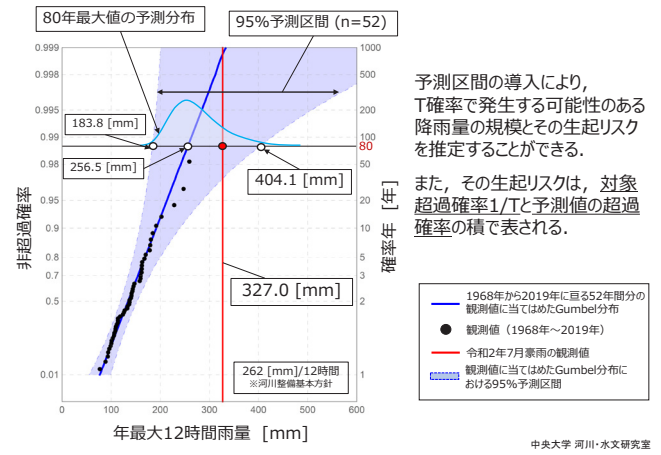 80年最大値の予測分布
95%予測区間 (n=52)
0.999
0.998
0.995
0.99
0.98
0.95
0.9
0.8
0.7
0.5
0.01
1000
500
200
100
80
50
20
10
5
3
2
1
183.8 [mm]
256.5 [mm]
404.1 [mm]
327.0 [mm]
262 [mm]/12時間
※河川整備基本方針
非超過確率
確率年 [年]
0
100
200
300
400
500
600
年最大12時間雨量 [mm]
予測区間の導入により,
T確率で発生する可能性のある
降雨量の規模とその生起リスク
を推定することができる.
また, その生起リスクは, 対象
超過確率1/Tと予測値の超過
確率の積で表される.
1968年から2019年に亘る52年間分の
観測値に当てはめたGumbel分布
観測値（1968年～2019年）
令和2年7月豪雨の観測値
観測値に当てはめたGumbel分布に
おける95%予測区間
中央大学 河川・水文研究室